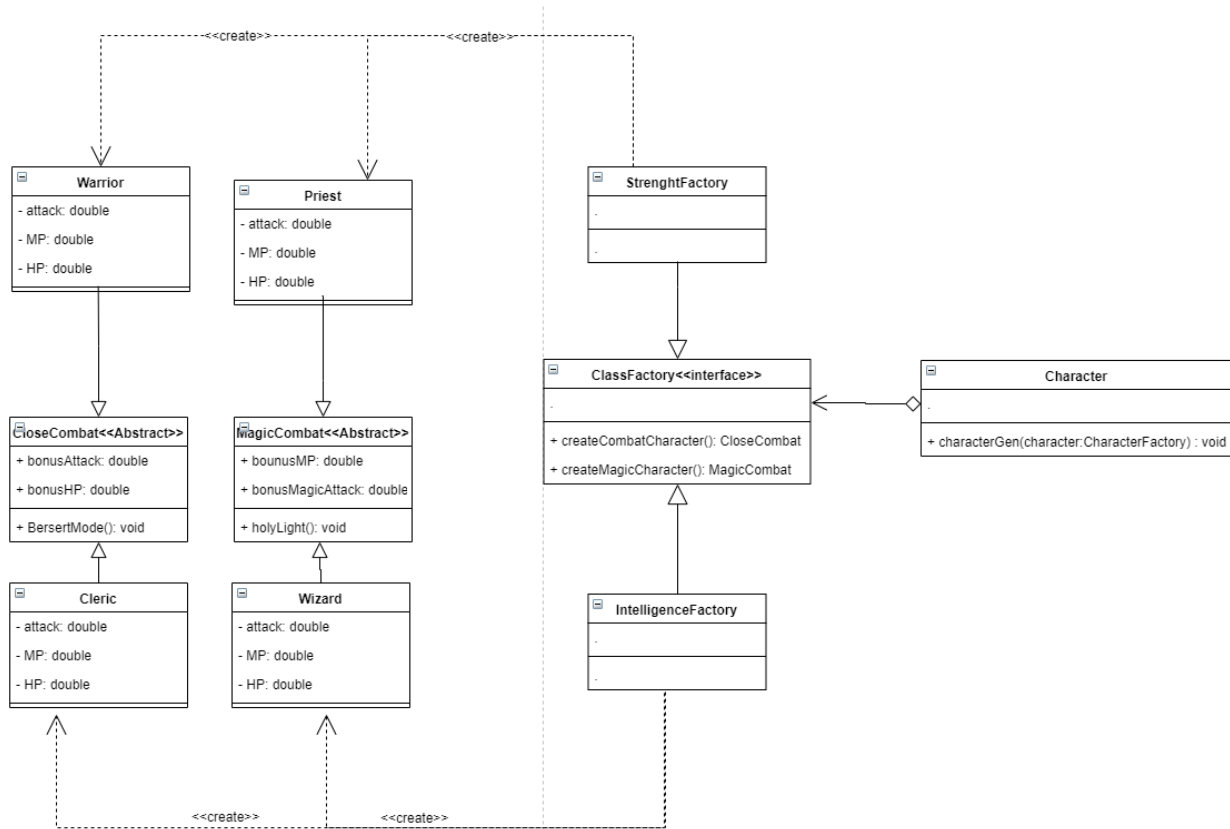 <<create>>
<<create>>
Warrior
- attack: double
- MP: double
- HP: double
Priest
- attack: double
- MP: double
- HP: double
StrenghtFactory
.
.
CloseCombat<<Abstract>>
+ bonusAttack: double
+ bonusHP: double
+ BersertMode(): void
MagicCombat<<Abstract>>
+ bounusMP: double
+ bonusMagicAttack: double
+ holyLight(): void
ClassFactory<<interface>>
.
+ createCombatCharacter(): CloseCombat
+ createMagicCharacter(): MagicCombat
Character
.
+ characterGen(character:CharacterFactory) : void
Cleric
- attack: double
- MP: double
- HP: double
Wizard
- attack: double
- MP: double
- HP: double
IntelligenceFactory
.
.
<<create>>
<<create>>